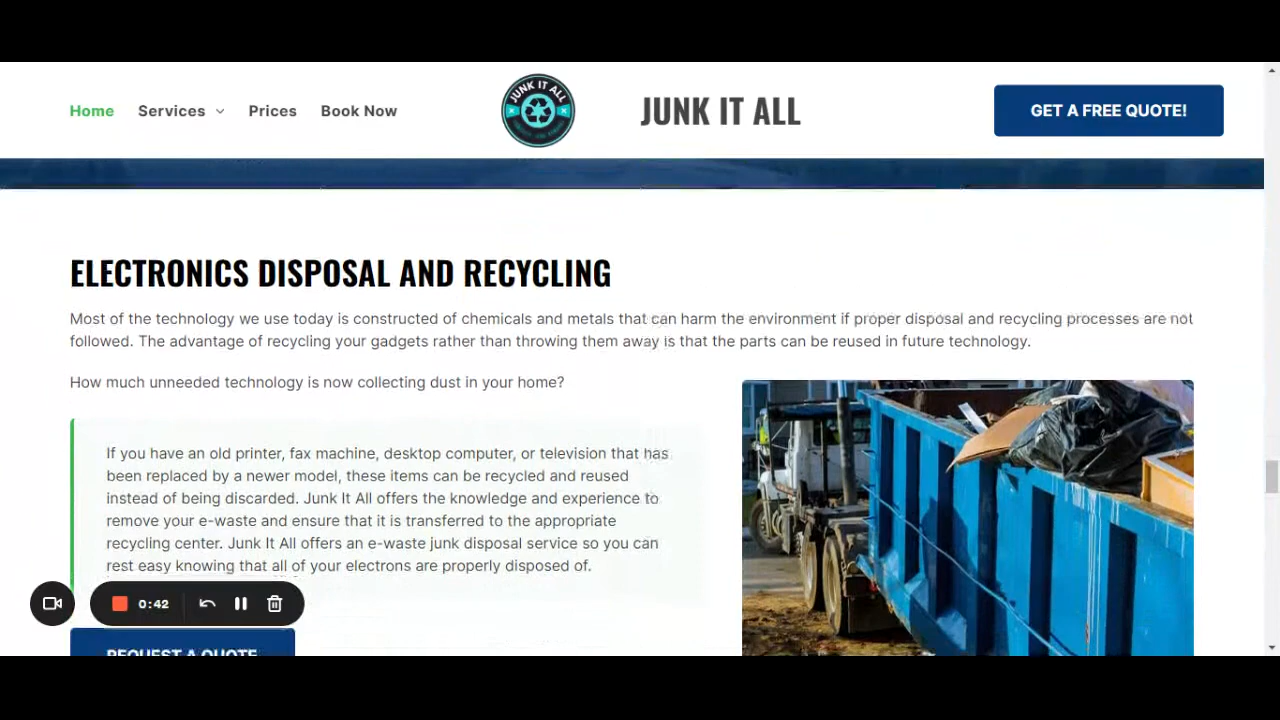 Home Services Prices Book Now
JUNK IT ALL
JUNK IT ALL
GET A FREE QUOTE!
ELECTRONICS DISPOSAL AND RECYCLING
Most of the technology we use today is constructed of chemicals and metals that can harm the environment if proper disposal and recycling processes are not
followed. The advantage of recycling your gadgets rather than throwing them away is that the parts can be reused in future technology.
How much unneeded technology is now collecting dust in your home?
If you have an old printer, fax machine, desktop computer, or television that has
been replaced by a newer model, these items can be recycled and reused
instead of being discarded. Junk It All offers the knowledge and experience to
remove your e-waste and ensure that it is transferred to the appropriate
recycling center. Junk It All offers an e-waste junk disposal service so you can
rest easy knowing that all of your electrons are properly disposed of.
0:42
REQUEST A QUOTE